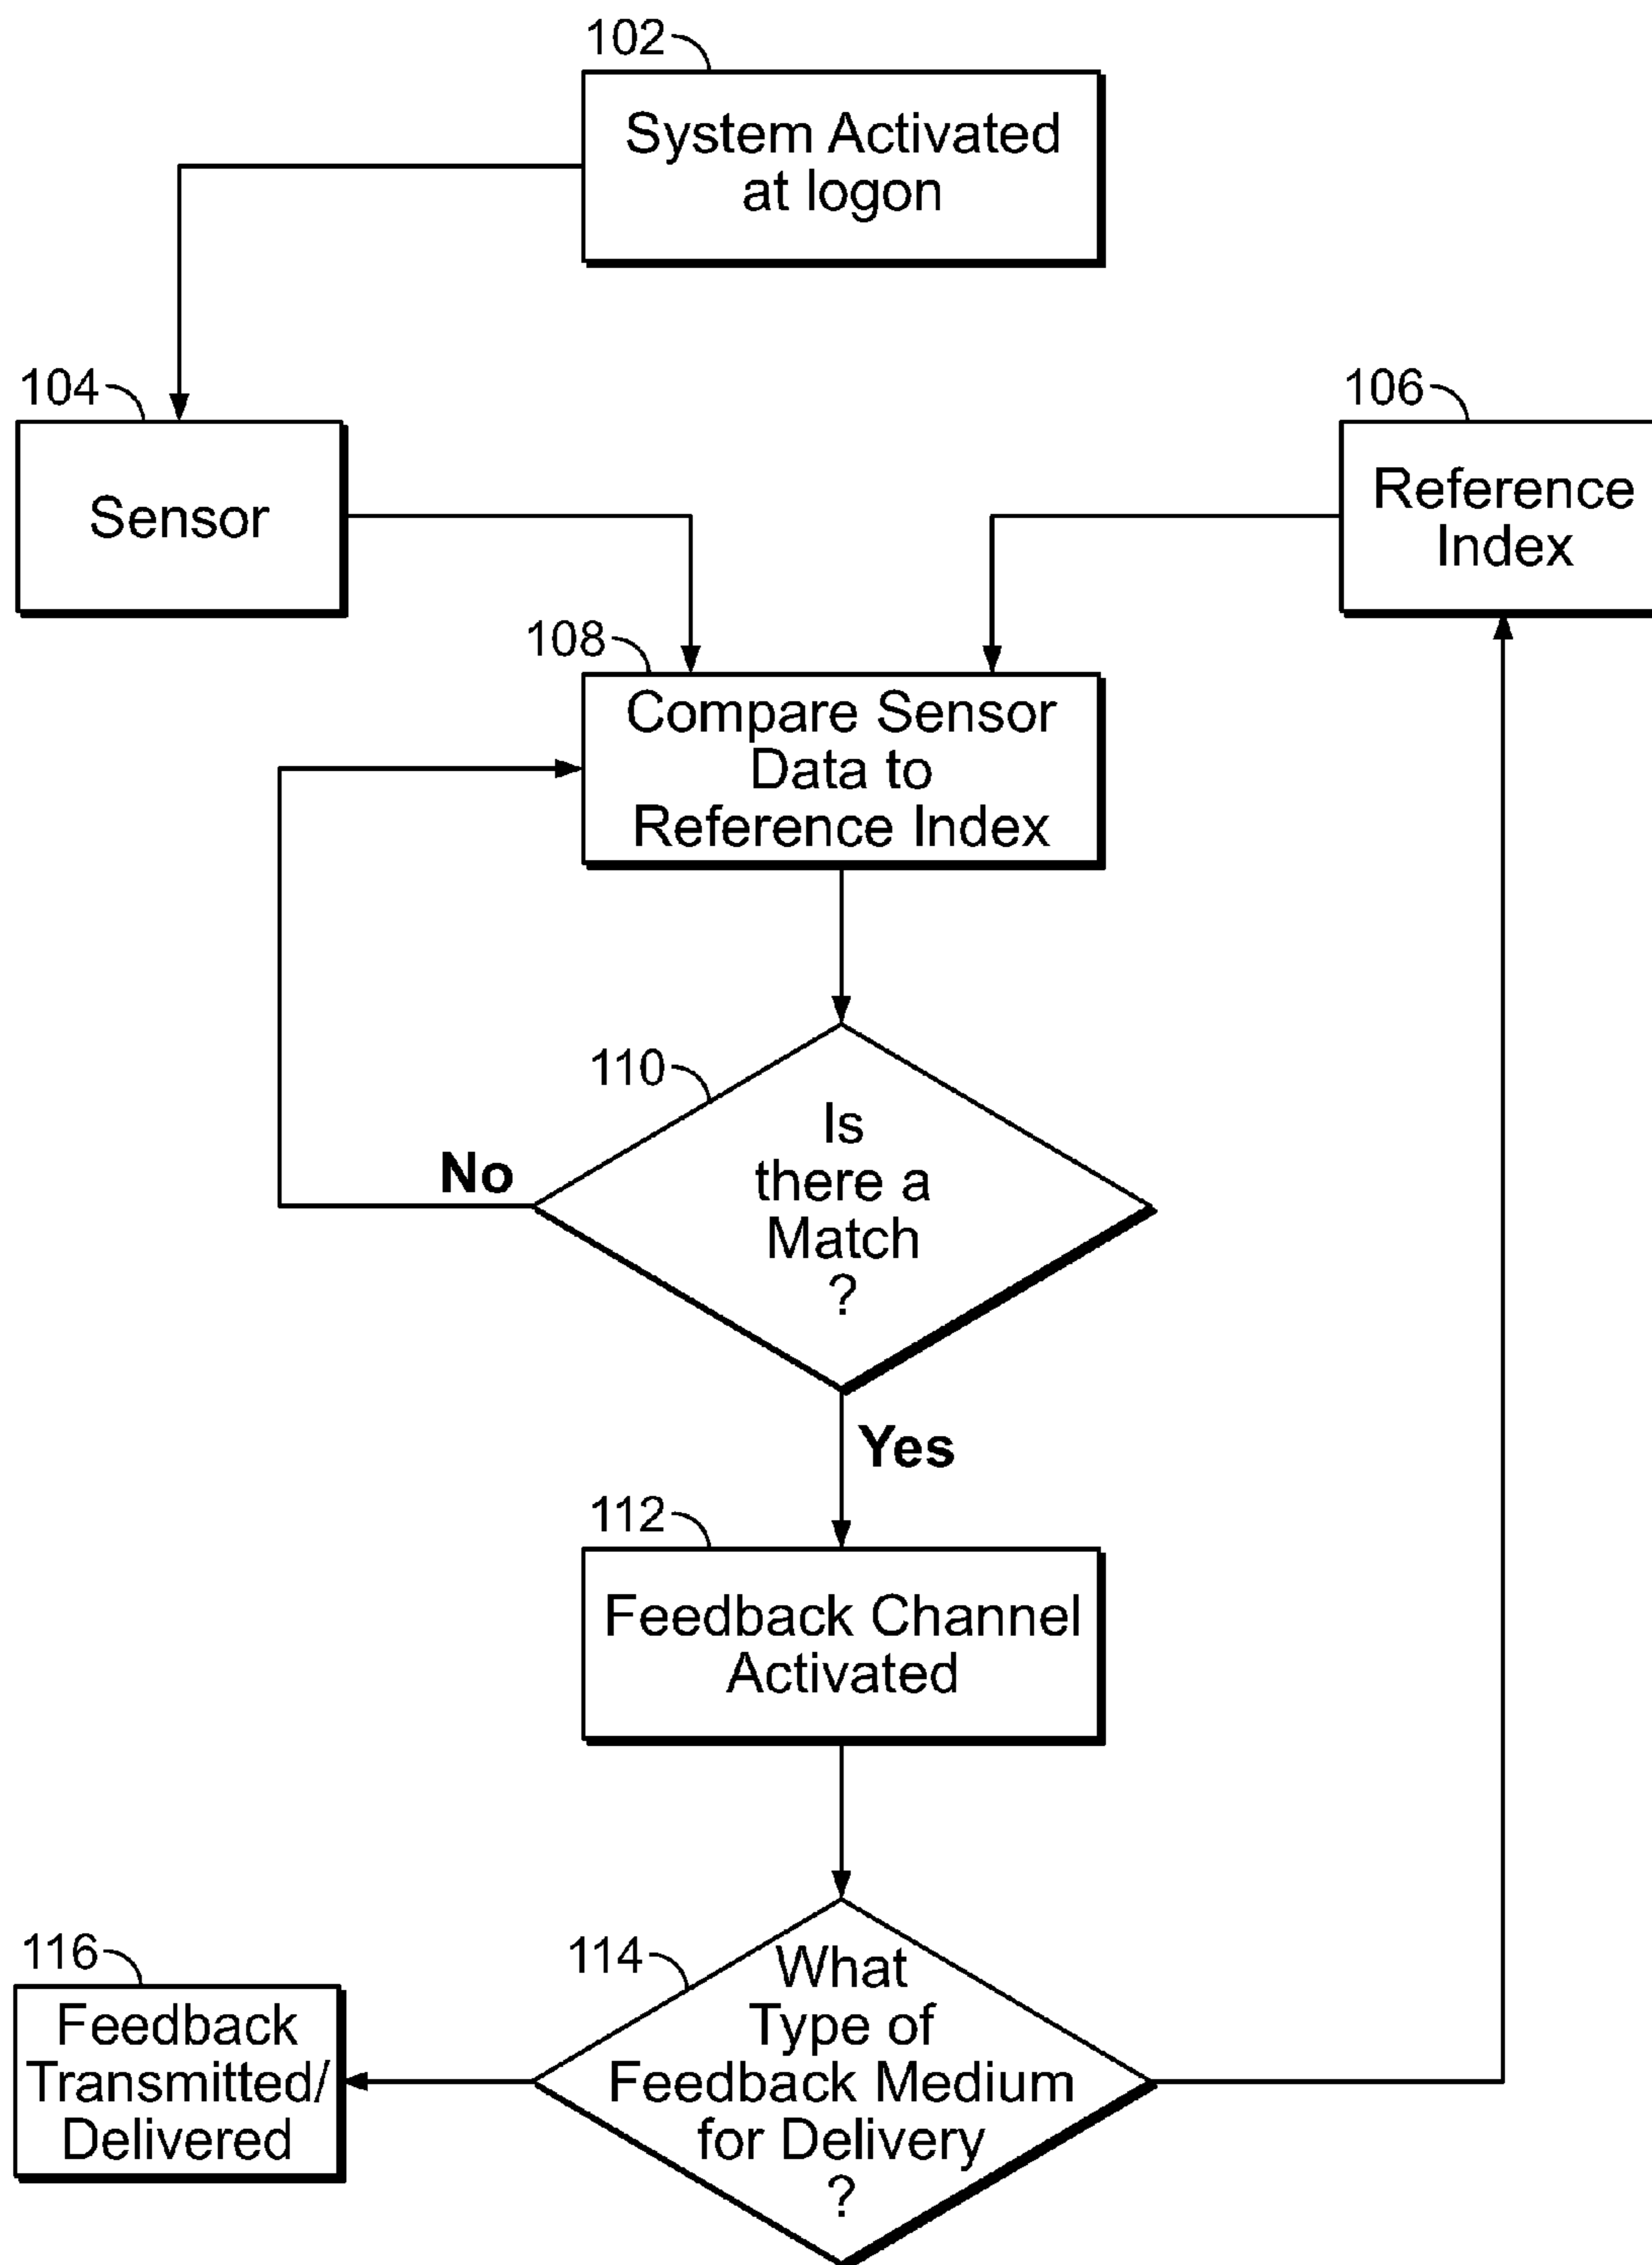 102
System Activated
at logon
104
Sensor
106
Reference
Index
108
Compare Sensor
Data to
Reference Index
110
Is
there a
Match
?
No
Yes
112
Feedback Channel
Activated
114
What
Type of
Feedback Medium
for Delivery
?
116
Feedback
Transmitted/
Delivered